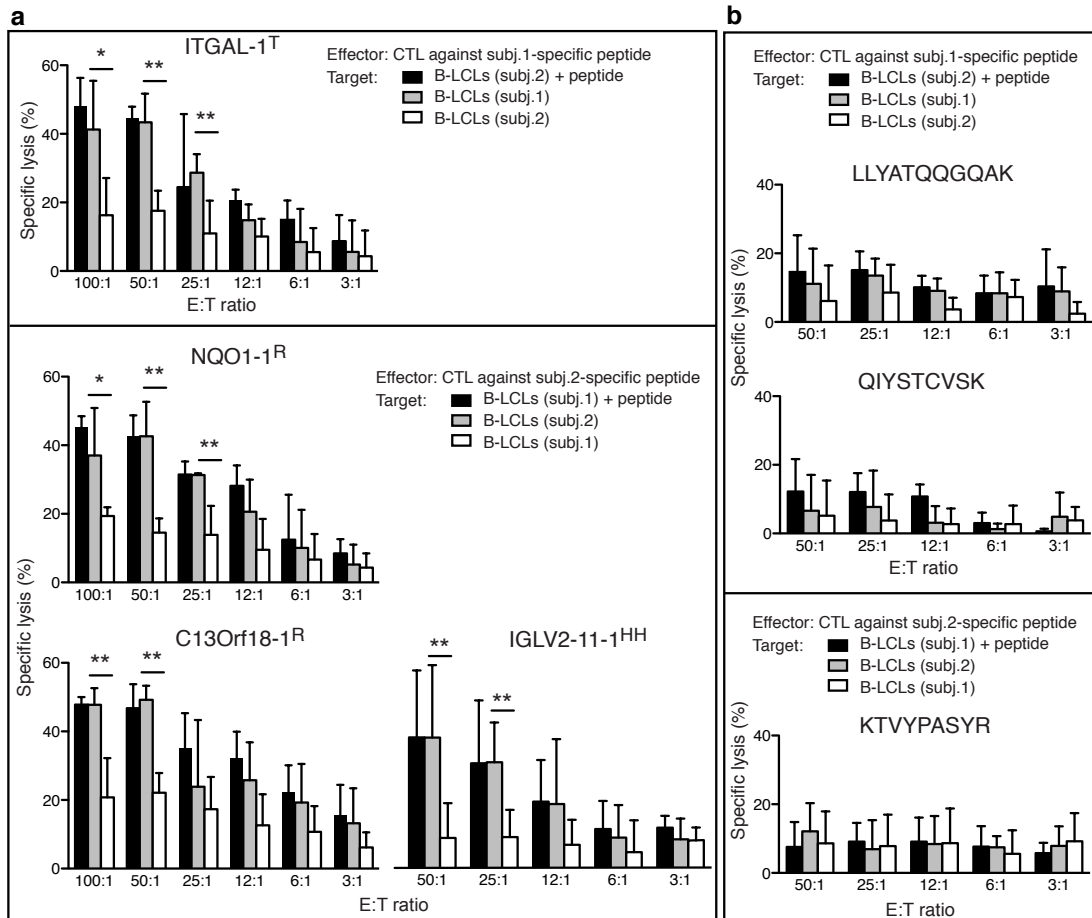 a
ITGAL-1T
Effector: CTL against subj.1-specific peptide
Target: B-LCLs (subj.2) + peptide
B-LCLs (subj.1)
B-LCLs (subj.2)
* ** **
Specific lysis (%)
60
40
20
0
100:1 50:1 25:1 12:1 6:1 3:1
E:T ratio
NQO1-1R
Effector: CTL against subj.2-specific peptide
Target: B-LCLs (subj.1) + peptide
B-LCLs (subj.2)
B-LCLs (subj.1)
* ** **
60
40
20
0
100:1 50:1 25:1 12:1 6:1 3:1
Specific lysis (%)
C13Orf18-1R
** **
60
40
20
0
100:1 50:1 25:1 12:1 6:1 3:1
E:T ratio
IGLV2-11-1HH
** **
50:1 25:1 12:1 6:1 3:1
E:T ratio
b
Effector: CTL against subj.1-specific peptide
Target: B-LCLs (subj.2) + peptide
B-LCLs (subj.1)
B-LCLs (subj.2)
LLYATQQGQAK
Specific lysis (%)
40
20
0
50:1 25:1 12:1 6:1 3:1
QIYSTCVSK
40
20
0
50:1 25:1 12:1 6:1 3:1
E:T ratio
Effector: CTL against subj.2-specific peptide
Target: B-LCLs (subj.1) + peptide
B-LCLs (subj.2)
B-LCLs (subj.1)
KTVYPASYR
Specific lysis (%)
40
20
0
50:1 25:1 12:1 6:1 3:1
E:T ratio